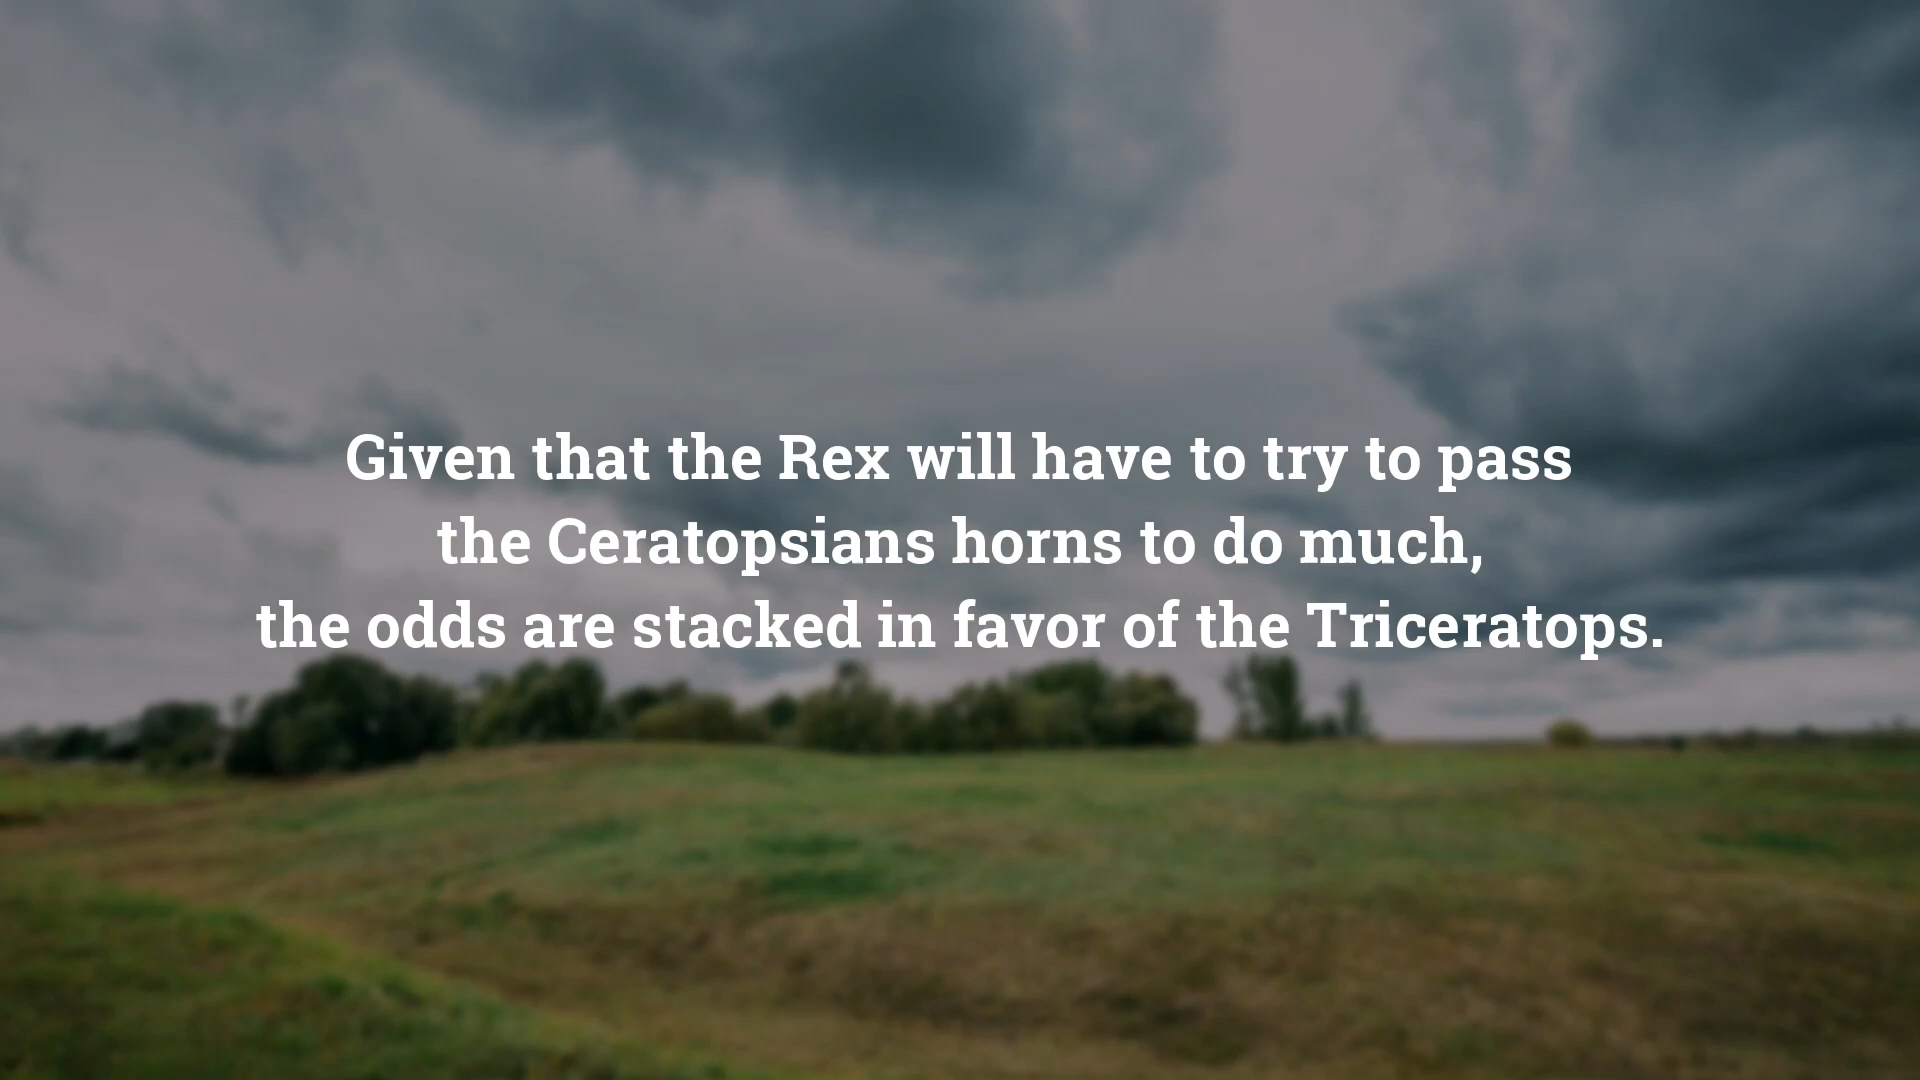 Given that the Rex will have to try to pass
the Ceratopsians horns to do much,
the odds are stacked in favor of the Triceratops.